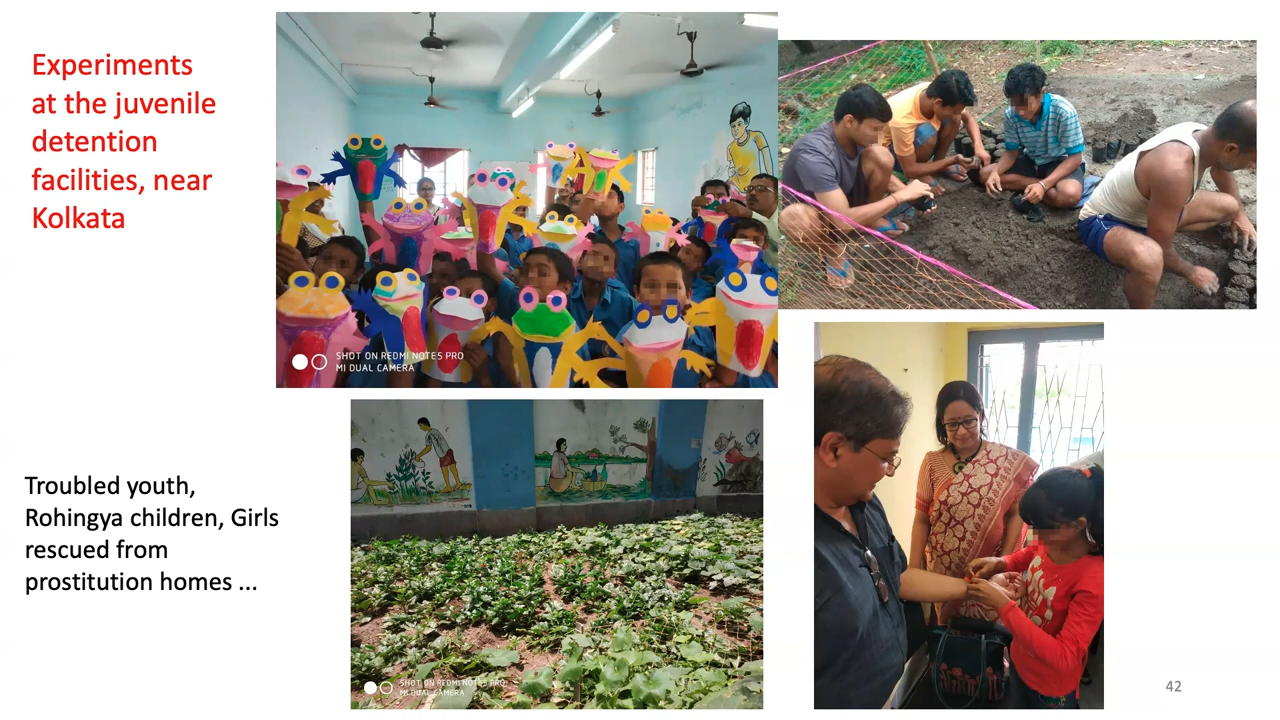 Experiments
at the juvenile
detention
facilities, near
Kolkata
SHOT ON REDMI NOTE5 PRO
MI DUAL CAMERA
Troubled youth,
Rohingya children, Girls
rescued from
prostitution homes ...
SHOT ON REDMI NOTE5 PRO
MI DUAL CAMERA
42